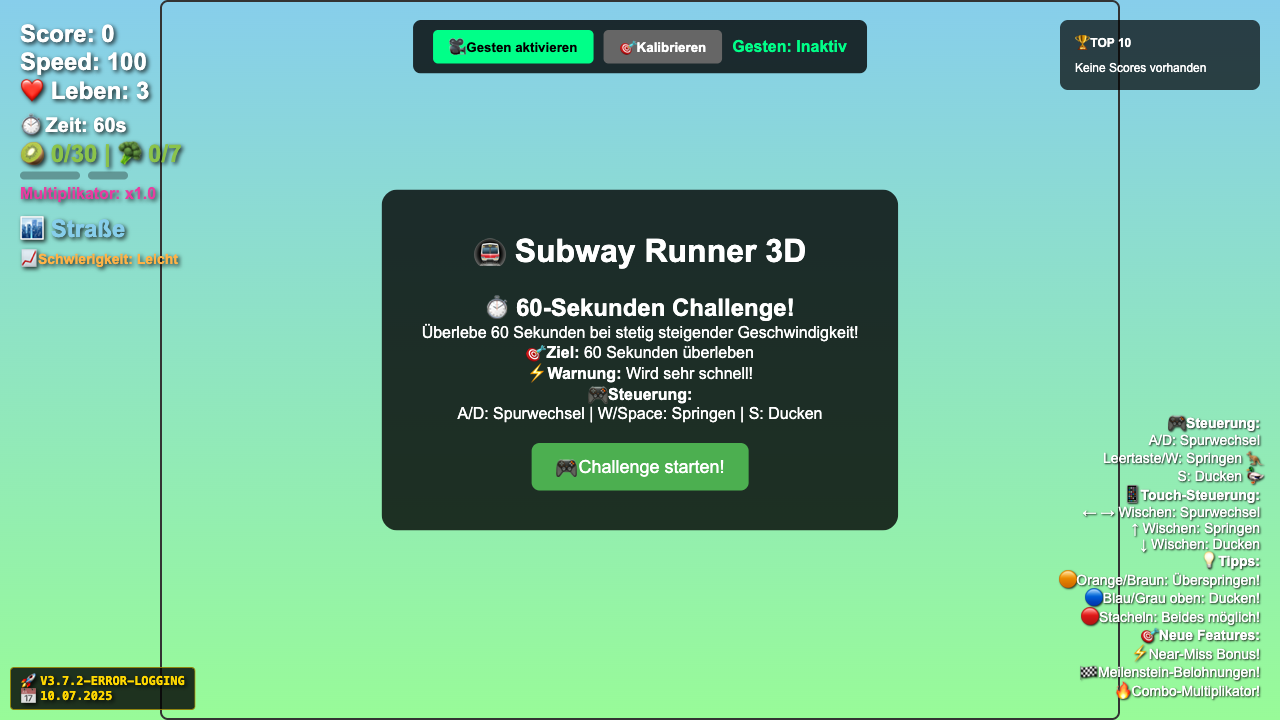 Score: 0
Speed: 100
❤️ Leben: 3
⏱️ Zeit: 60s
🥝 0/30 | 🥦 0/7
Multiplikator: x1.0
🏙️ Straße
📈Schwierigkeit: Leicht
🎥Gesten aktivieren
🎯Kalibrieren
Gesten: Inaktiv
🏆TOP 10
Keine Scores vorhanden
🚇 Subway Runner 3D
⏱️ 60-Sekunden Challenge!
Überlebe 60 Sekunden bei stetig steigender Geschwindigkeit!
🎯Ziel: 60 Sekunden überleben
⚡Warnung: Wird sehr schnell!
🎮Steuerung:
A/D: Spurwechsel | W/Space: Springen | S: Ducken
🎮Challenge starten!
🎮Steuerung:
A/D: Spurwechsel
Leertaste/W: Springen 🦘
S: Ducken 🦆
📱Touch-Steuerung:
←→ Wischen: Spurwechsel
↑ Wischen: Springen
↓ Wischen: Ducken
💡Tipps:
🟠Orange/Braun: Überspringen!
🔵Blau/Grau oben: Ducken!
🔴Stacheln: Beides möglich!
🎯Neue Features:
⚡Near-Miss Bonus!
🏁Meilenstein-Belohnungen!
🔥Combo-Multiplikator!
🚀 V3.7.2-ERROR-LOGGING
📅 10.07.2025